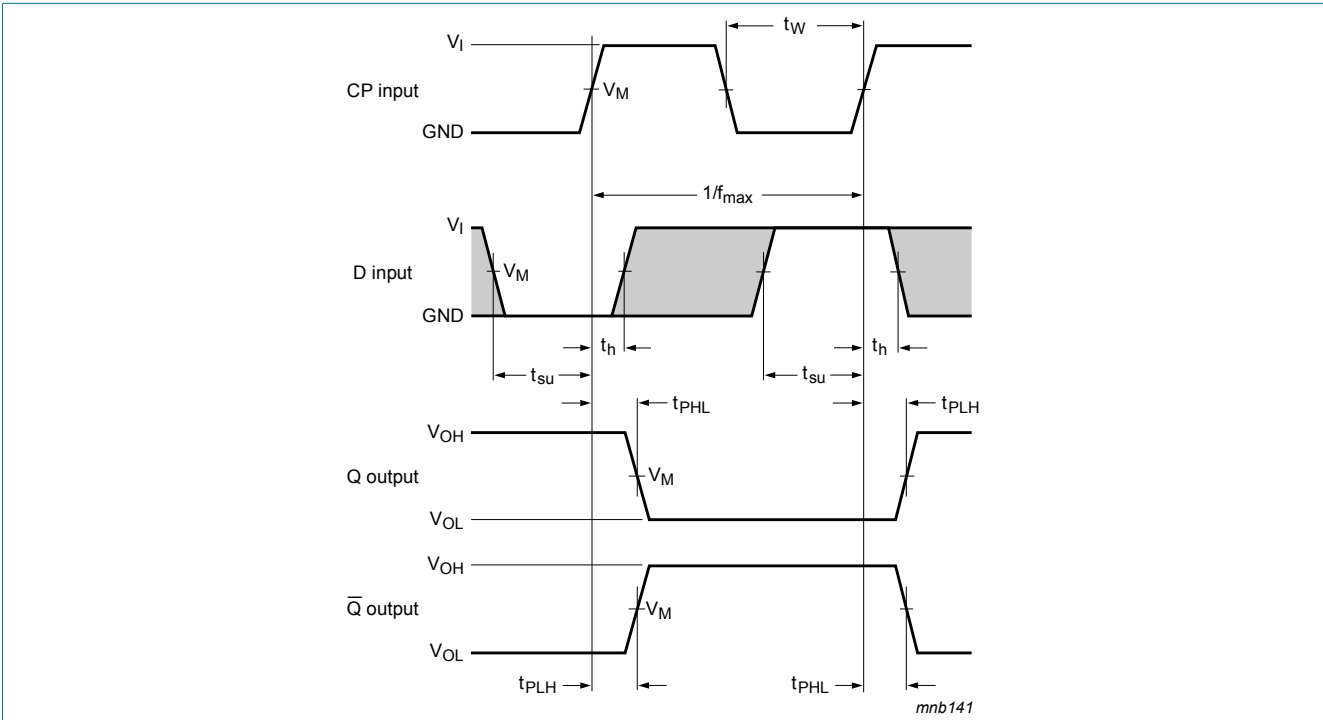 t_W
V_I
CP input
V_M
GND
1/f_max
V_I
D input
V_M
GND
t_h
t_h
t_su
t_su
t_PHL
t_PLH
V_OH
Q output
V_M
V_OL
V_OH
Q̅ output
V_M
V_OL
t_PLH
t_PHL
mnb141